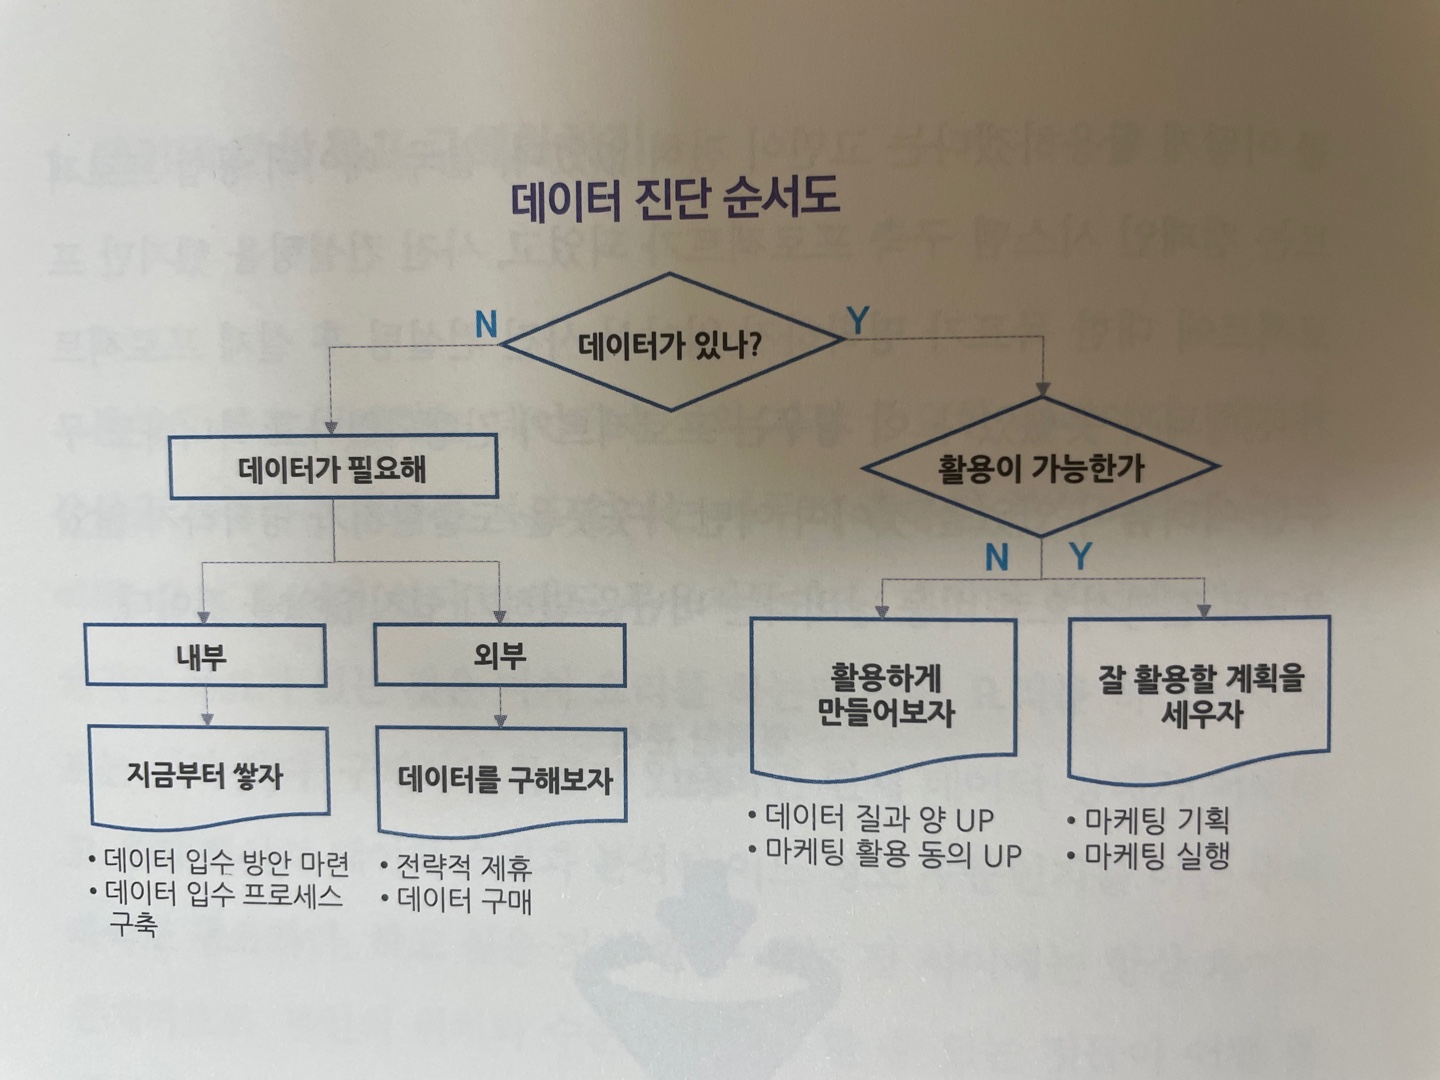 데이터 진단 순서도
데이터가 있나?
N
Y
데이터가 필요해
활용이 가능한가
N
Y
내부
외부
지금부터 쌓자
데이터를 구해보자
• 데이터 입수 방안 마련
• 데이터 입수 프로세스
구축
• 전략적 제휴
• 데이터 구매
활용하게
만들어보자
• 데이터 질과 양 UP
• 마케팅 활용 동의 UP
잘 활용할 계획을
세우자
• 마케팅 기획
• 마케팅 실행